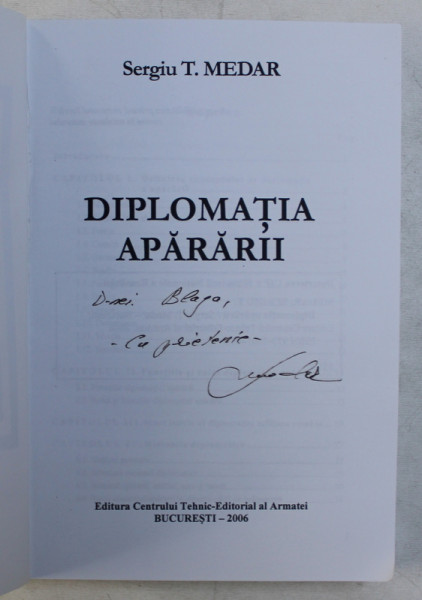 Sergiu T. MEDAR
DIPLOMAȚIA
APĂRĂRII
D-nei Blaga,
- Cu prietenie -
Editura Centrului Tehnic-Editorial al Armatei
BUCUREȘTI – 2006